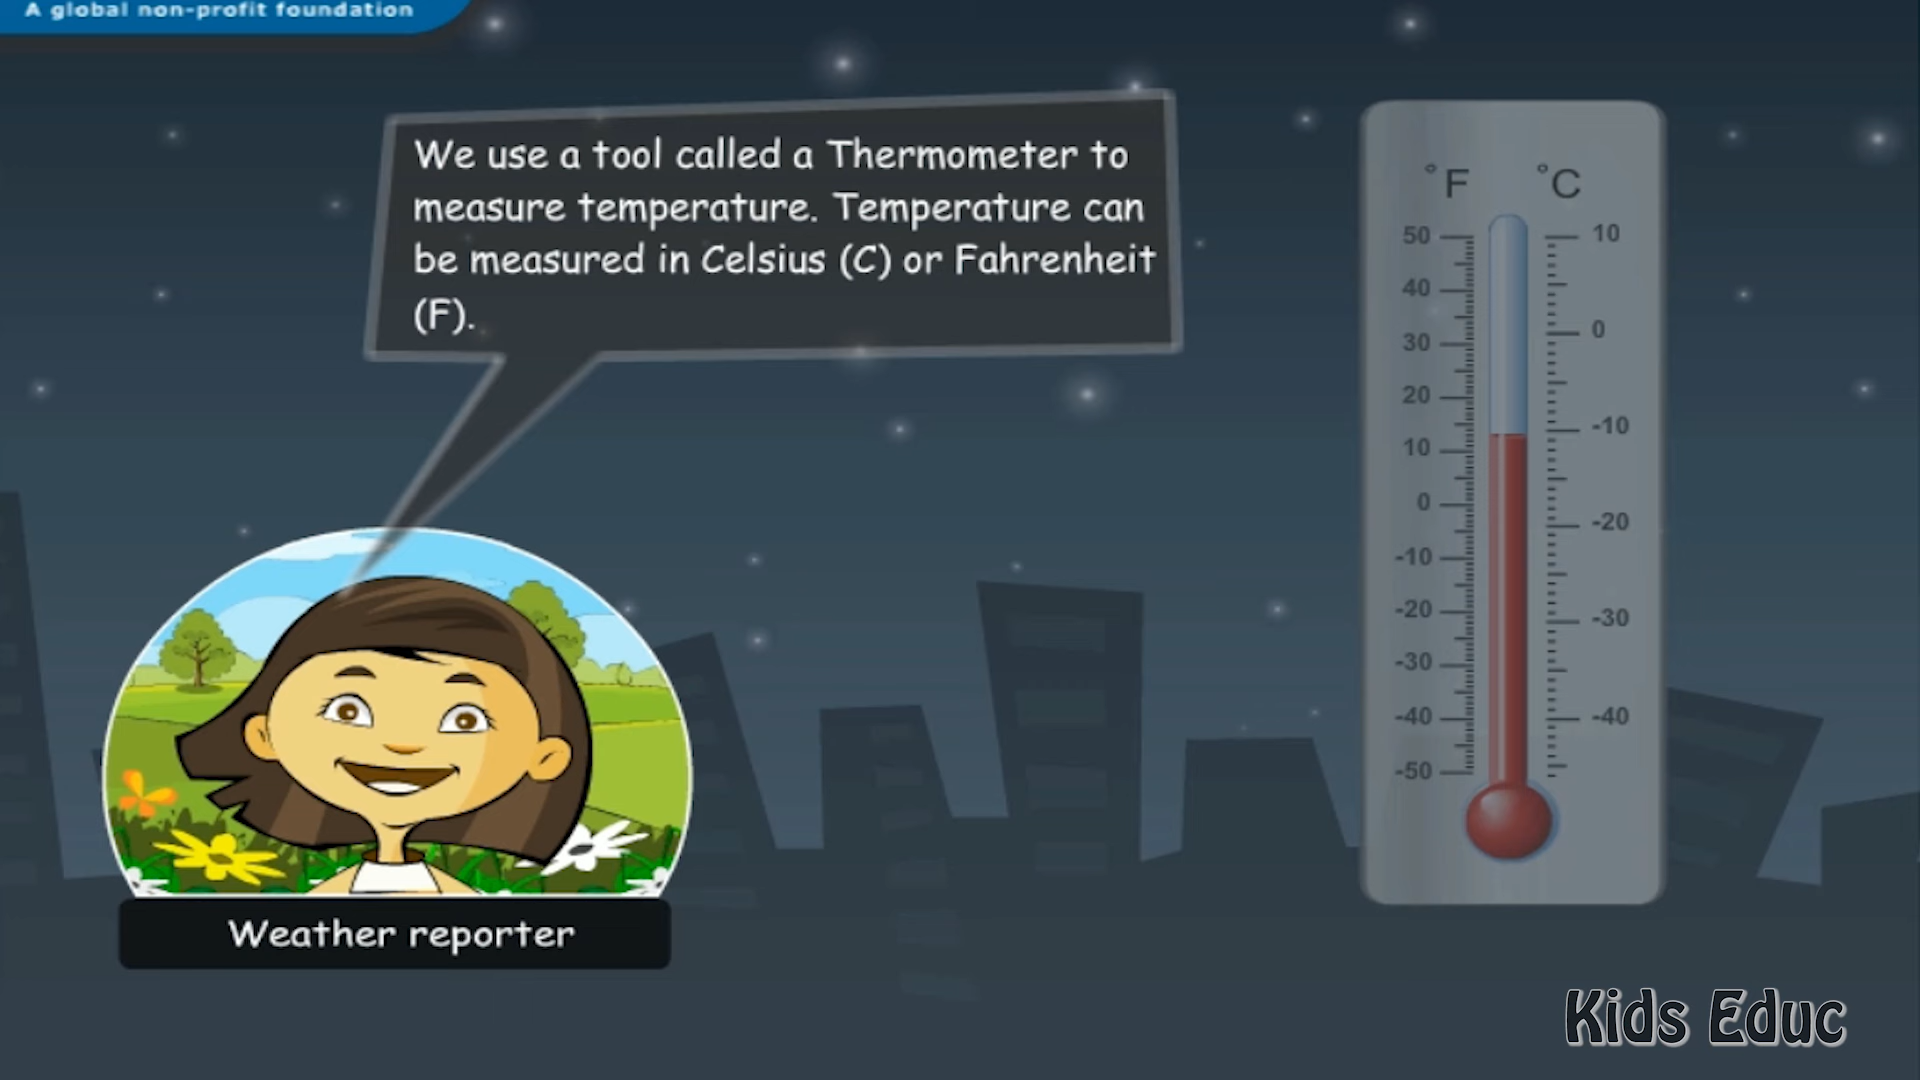 A global non-profit foundation
We use a tool called a Thermometer to
measure temperature. Temperature can
be measured in Celsius (C) or Fahrenheit
(F).
°F °C
50 10
40
30 0
20
10 -10
0
-10 -20
-20
-30 -30
-40 -40
-50
Weather reporter
Kids Educ